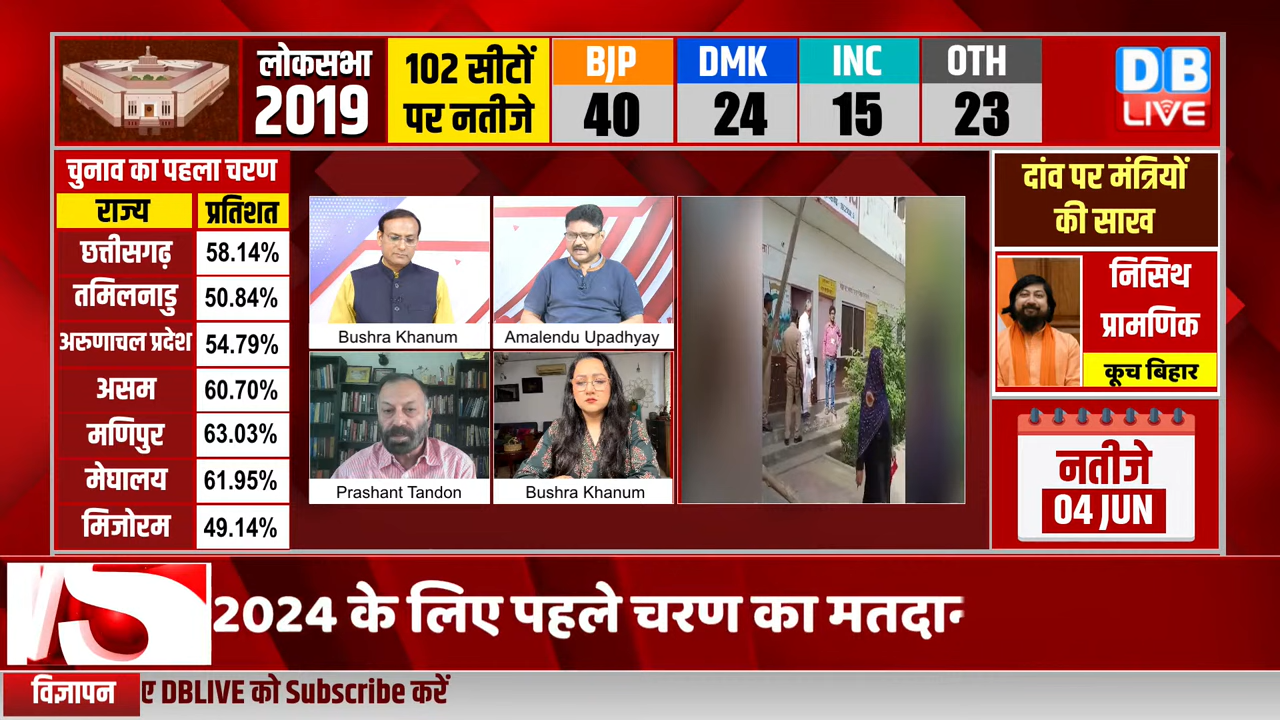 लोकसभा
2019
102 सीटों
पर नतीजे
BJP
40
DMK
24
INC
15
OTH
23
DB
LIVE
चुनाव का पहला चरण
राज्य प्रतिशत
छत्तीसगढ़ 58.14%
तमिलनाडु 50.84%
अरुणाचल प्रदेश 54.79%
असम 60.70%
मणिपुर 63.03%
मेघालय 61.95%
मिजोरम 49.14%
Bushra Khanum
Amalendu Upadhyay
Prashant Tandon
Bushra Khanum
दांव पर मंत्रियों
की साख
निसिथ
प्रामणिक
कूच बिहार
नतीजे
04 JUN
2024 के लिए पहले चरण का मतदान
विज्ञापन
ए DBLIVE को Subscribe करें